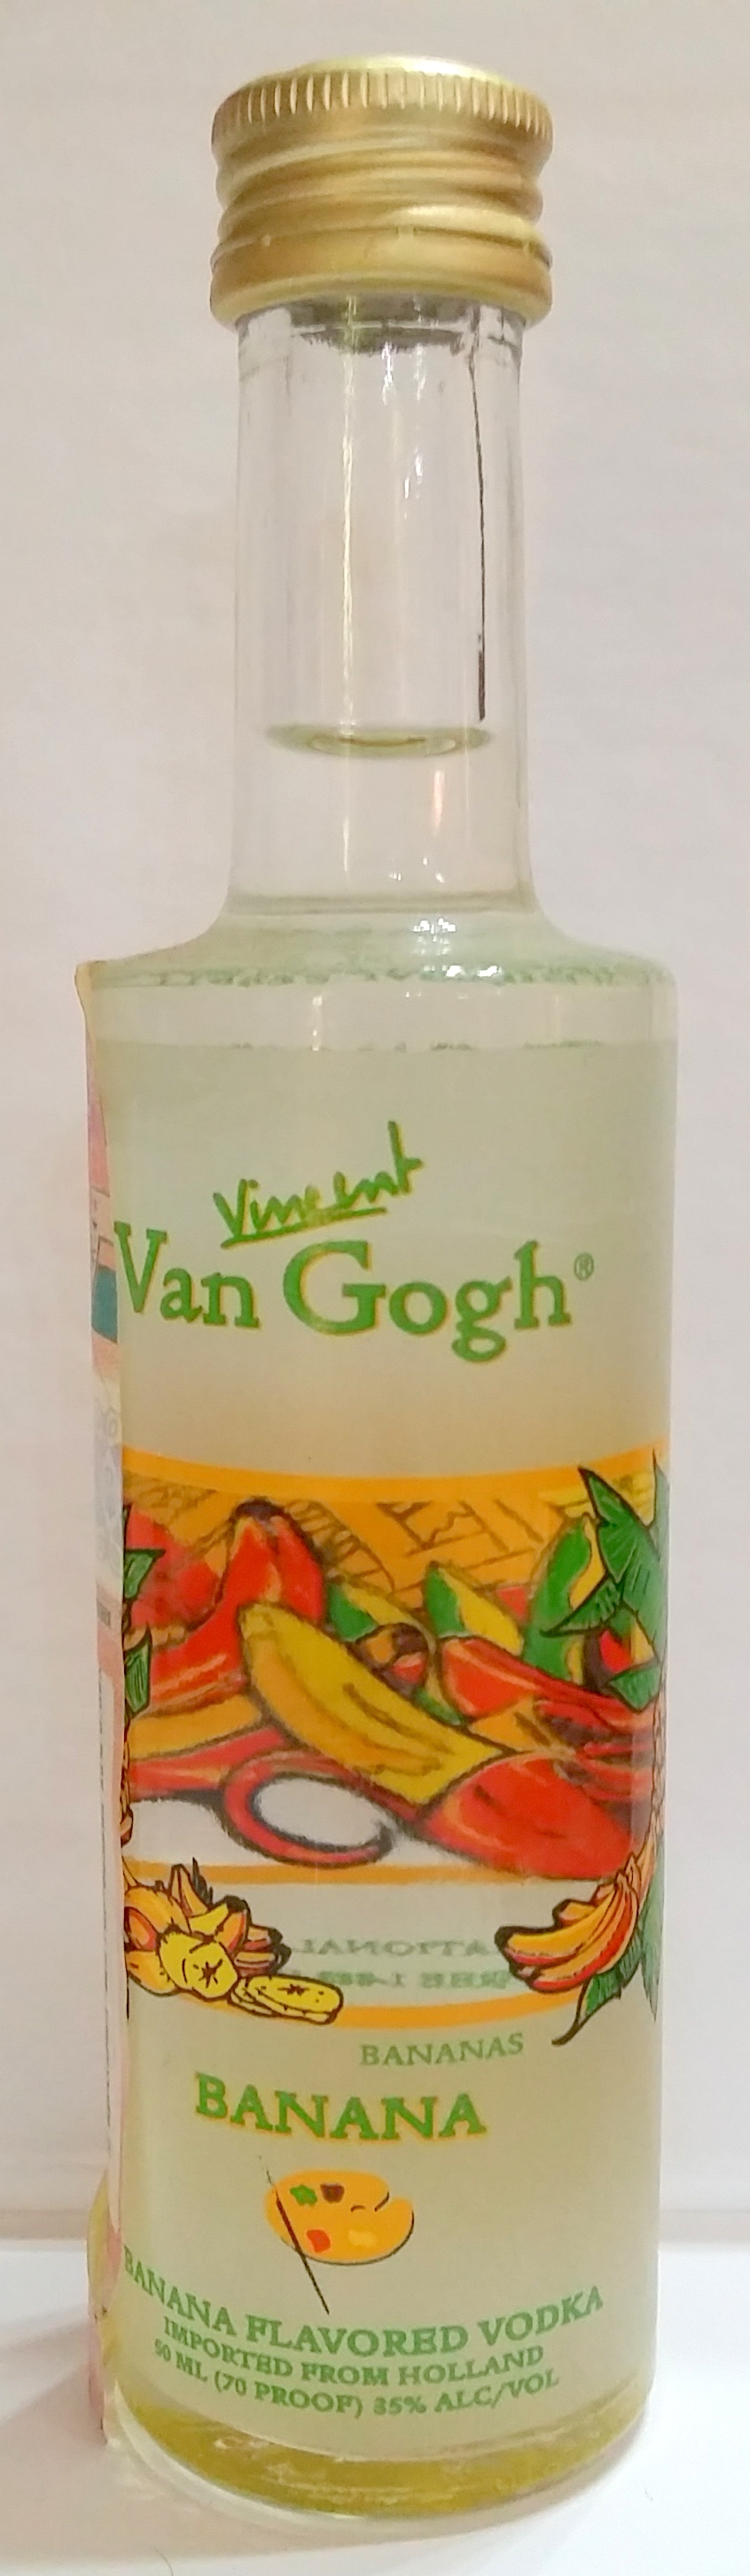 Vincent
Van Gogh®
BANANAS
BANANA
BANANA FLAVORED VODKA
IMPORTED FROM HOLLAND
50 ML (70 PROOF) 35% ALC/VOL